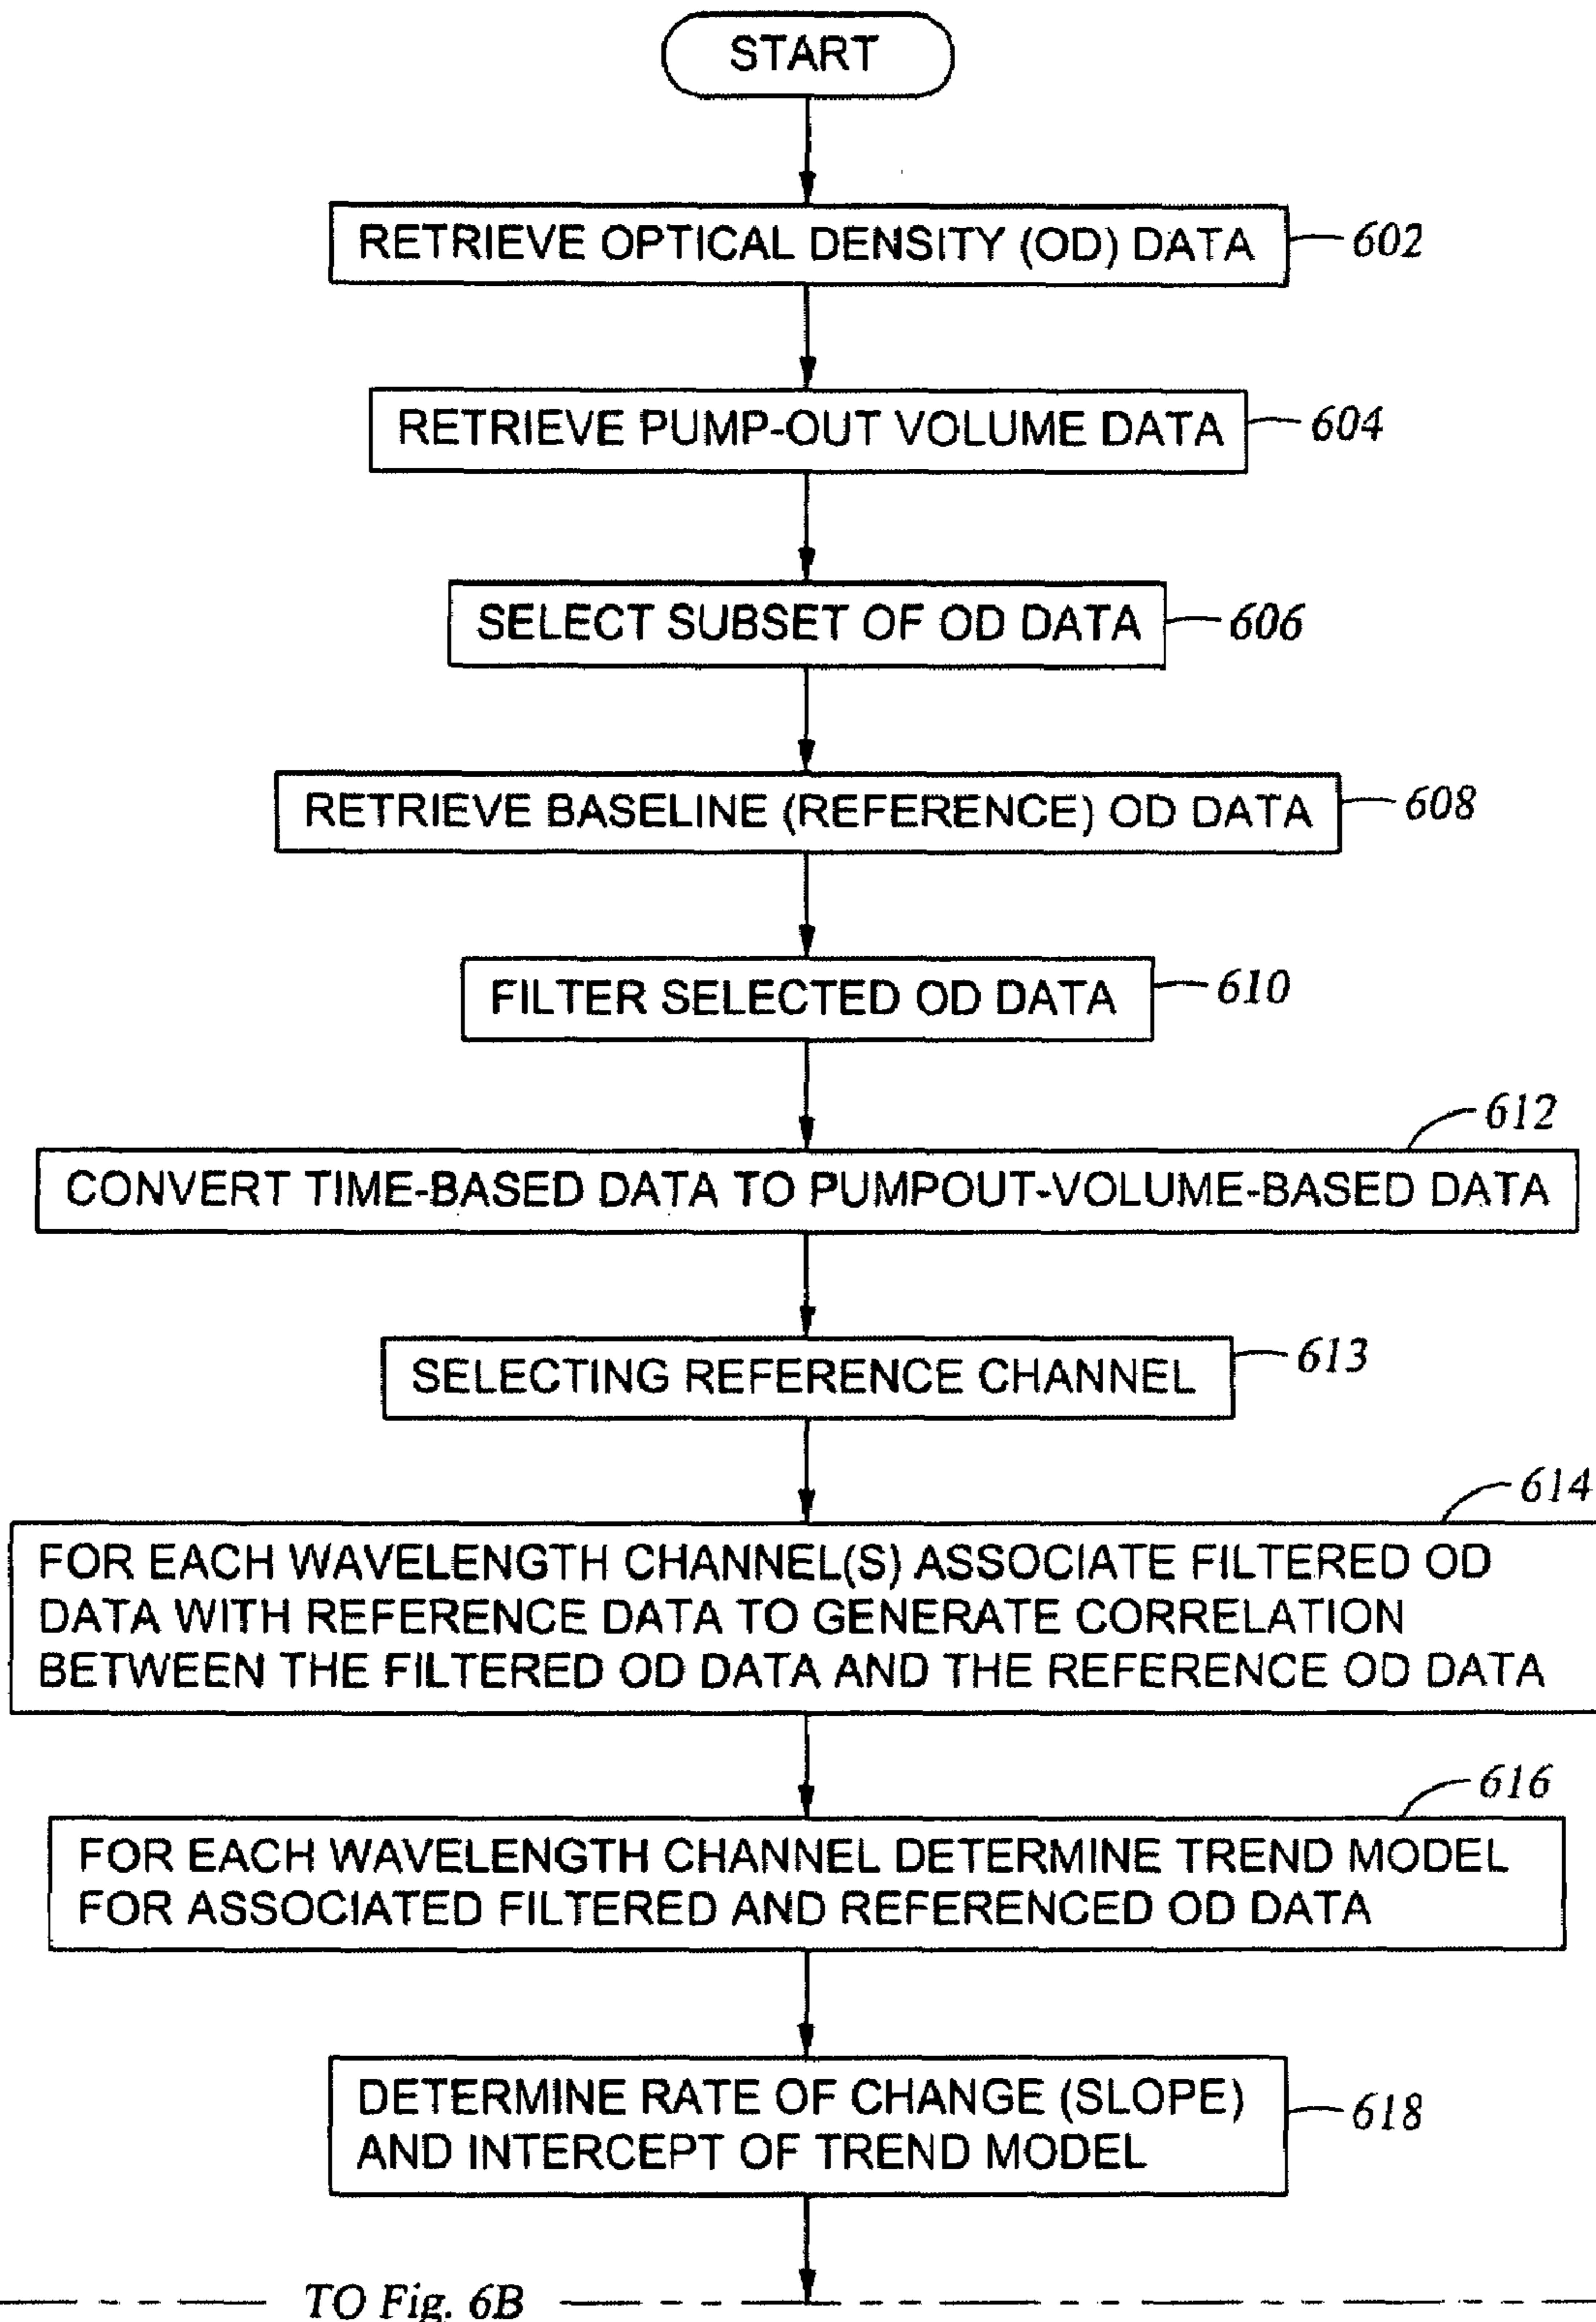 START
RETRIEVE OPTICAL DENSITY (OD) DATA
602
RETRIEVE PUMP-OUT VOLUME DATA
604
SELECT SUBSET OF OD DATA
606
RETRIEVE BASELINE (REFERENCE) OD DATA
608
FILTER SELECTED OD DATA
610
612
CONVERT TIME-BASED DATA TO PUMPOUT-VOLUME-BASED DATA
SELECTING REFERENCE CHANNEL
613
614
FOR EACH WAVELENGTH CHANNEL(S) ASSOCIATE FILTERED OD
DATA WITH REFERENCE DATA TO GENERATE CORRELATION
BETWEEN THE FILTERED OD DATA AND THE REFERENCE OD DATA
616
FOR EACH WAVELENGTH CHANNEL DETERMINE TREND MODEL
FOR ASSOCIATED FILTERED AND REFERENCED OD DATA
DETERMINE RATE OF CHANGE (SLOPE)
AND INTERCEPT OF TREND MODEL
618
TO Fig. 6B